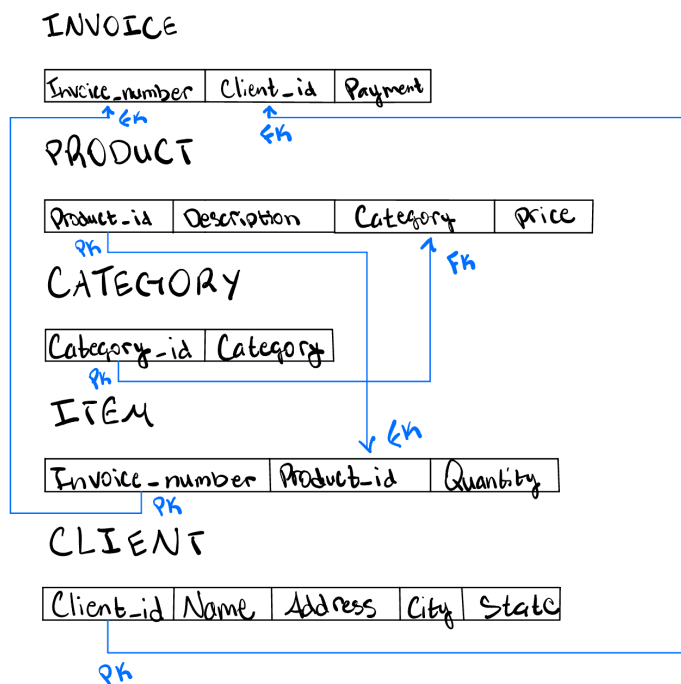 INVOICE
Invoice_number Client_id Payment
FK FK
PRODUCT
Product_id Description Category Price
PK FK
CATEGORY
Category_id Category
PK
ITEM
FK
Invoice_number Product_id Quantity
PK
CLIENT
Client_id Name Address City State
PK